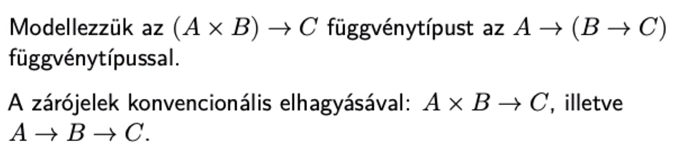 Modellezzük az (A × B) → C függvénytípust az A → (B → C)
függvénytípussal.
A zárójelek konvencionális elhagyásával: A × B → C, illetve
A → B → C.